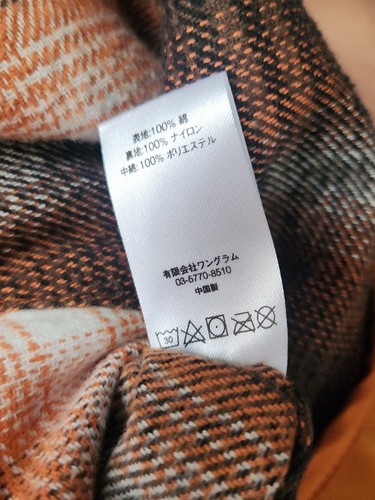 表地:100% 綿
裏地:100% ナイロン
中綿:100% ポリエステル
有限会社ワングラム
03-5770-8510
中国製
30